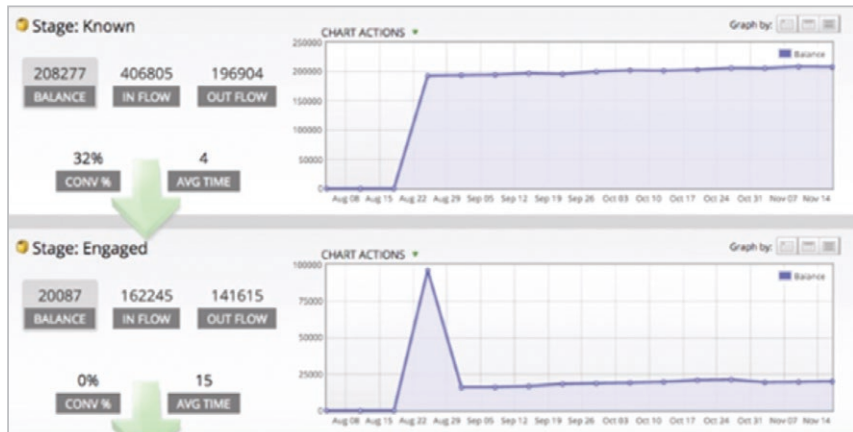 Stage: Known
208277 406805 196904
BALANCE IN FLOW OUT FLOW
32% 4
CONV % AVG TIME
CHART ACTIONS
Graph by:
Balance
250000
200000
150000
100000
50000
0
Aug 08 Aug 15 Aug 22 Aug 29 Sep 05 Sep 12 Sep 19 Sep 26 Oct 03 Oct 10 Oct 17 Oct 24 Oct 31 Nov 07 Nov 14
Stage: Engaged
20087 162245 141615
BALANCE IN FLOW OUT FLOW
0% 15
CONV % AVG TIME
CHART ACTIONS
Graph by:
Balance
100000
75000
50000
25000
0
Aug 08 Aug 15 Aug 22 Aug 29 Sep 05 Sep 12 Sep 19 Sep 26 Oct 03 Oct 10 Oct 17 Oct 24 Oct 31 Nov 07 Nov 14